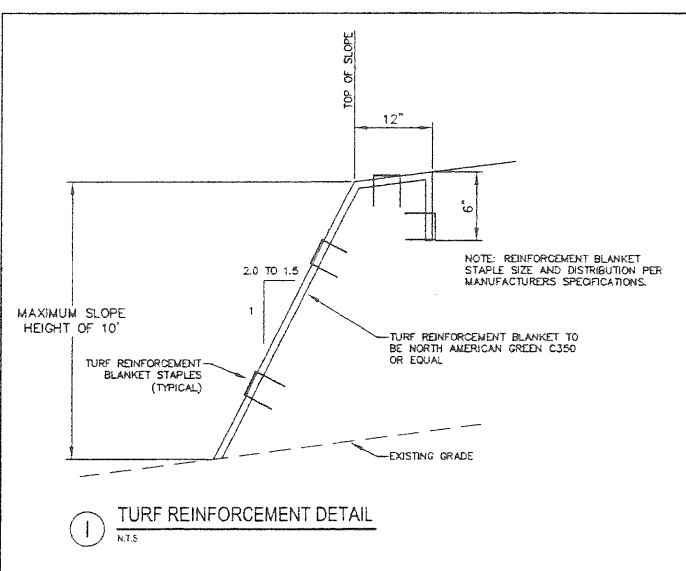 TOP OF SLOPE
12"
6"
NOTE: REINFORCEMENT BLANKET
STAPLE SIZE AND DISTRIBUTION PER
MANUFACTURERS SPECIFICATIONS.
2.0 TO 1.5
1
MAXIMUM SLOPE
HEIGHT OF 10'
TURF REINFORCEMENT BLANKET TO
BE NORTH AMERICAN GREEN C350
OR EQUAL
TURF REINFORCEMENT
BLANKET STAPLES
(TYPICAL)
EXISTING GRADE
1 TURF REINFORCEMENT DETAIL
N.T.S